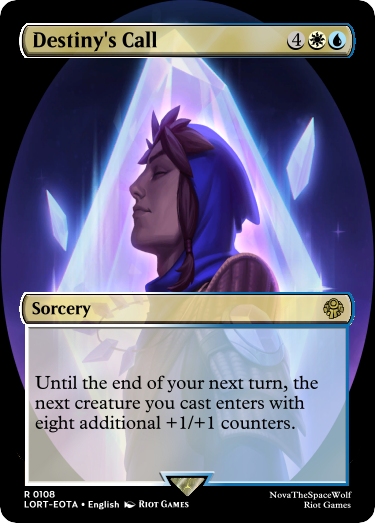 Destiny's Call 4
Sorcery
Until the end of your next turn, the
next creature you cast enters with
eight additional +1/+1 counters.
R 0108
LORT-EOTA • English Riot Games
NovaTheSpaceWolf
Riot Games